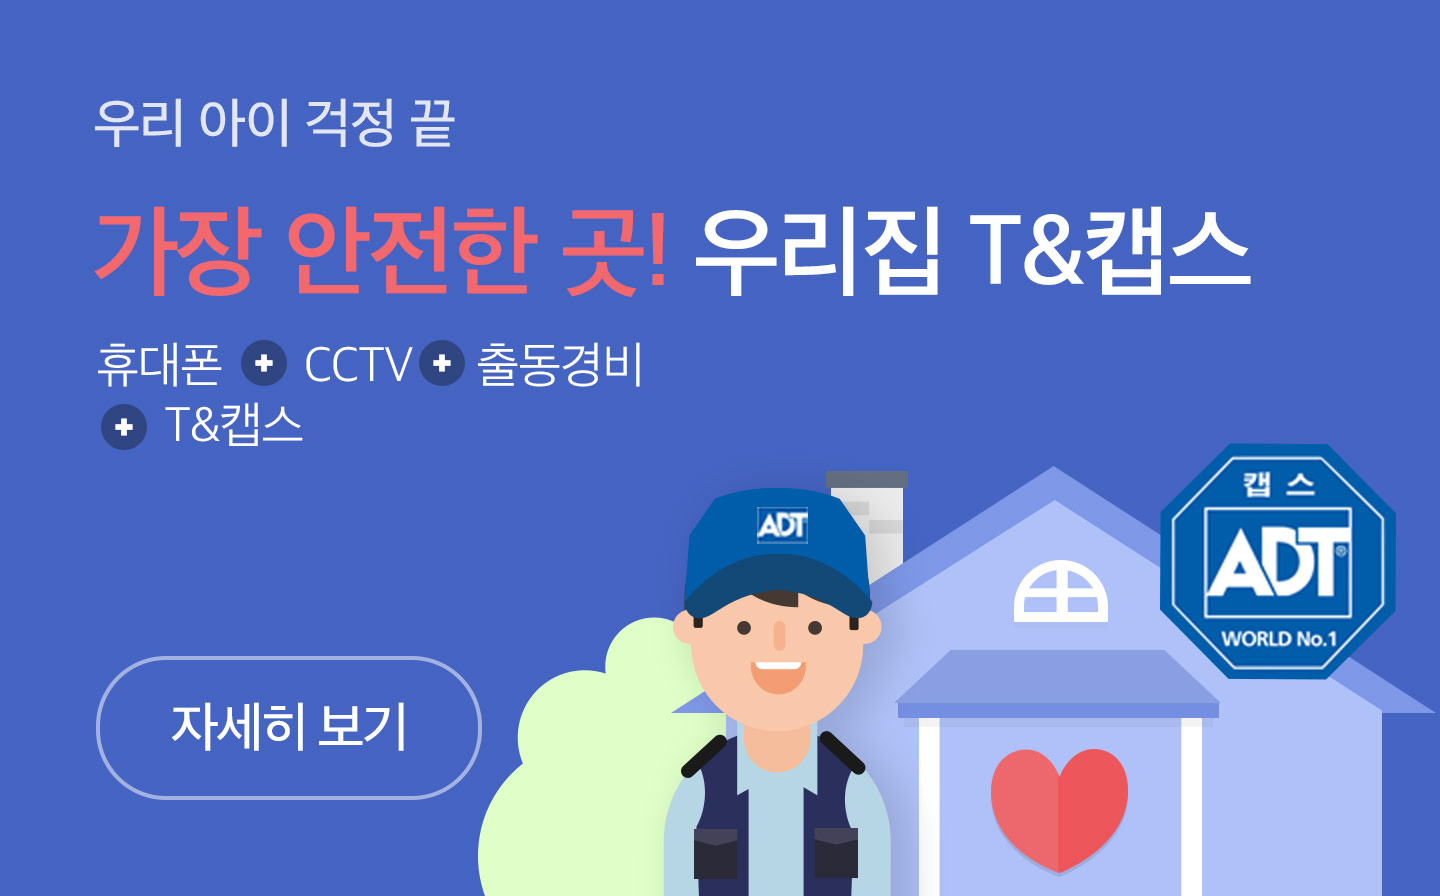 우리 아이 걱정 끝
가장 안전한 곳! 우리집 T&캡스
휴대폰 + CCTV + 출동경비
+ T&캡스
자세히 보기
ADT
캡스
ADT®
WORLD No.1